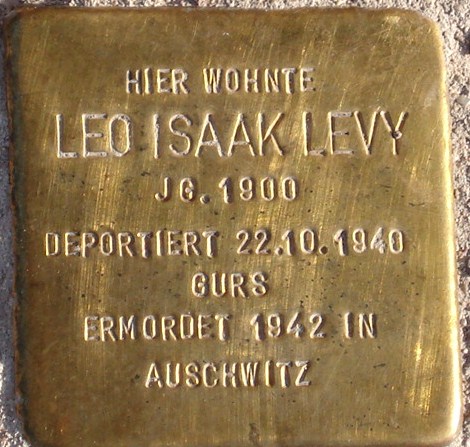 HIER WOHNTE
LEO ISAAK LEVY
JG. 1900
DEPORTIERT 22.10.1940
GURS
ERMORDET 1942 IN
AUSCHWITZ